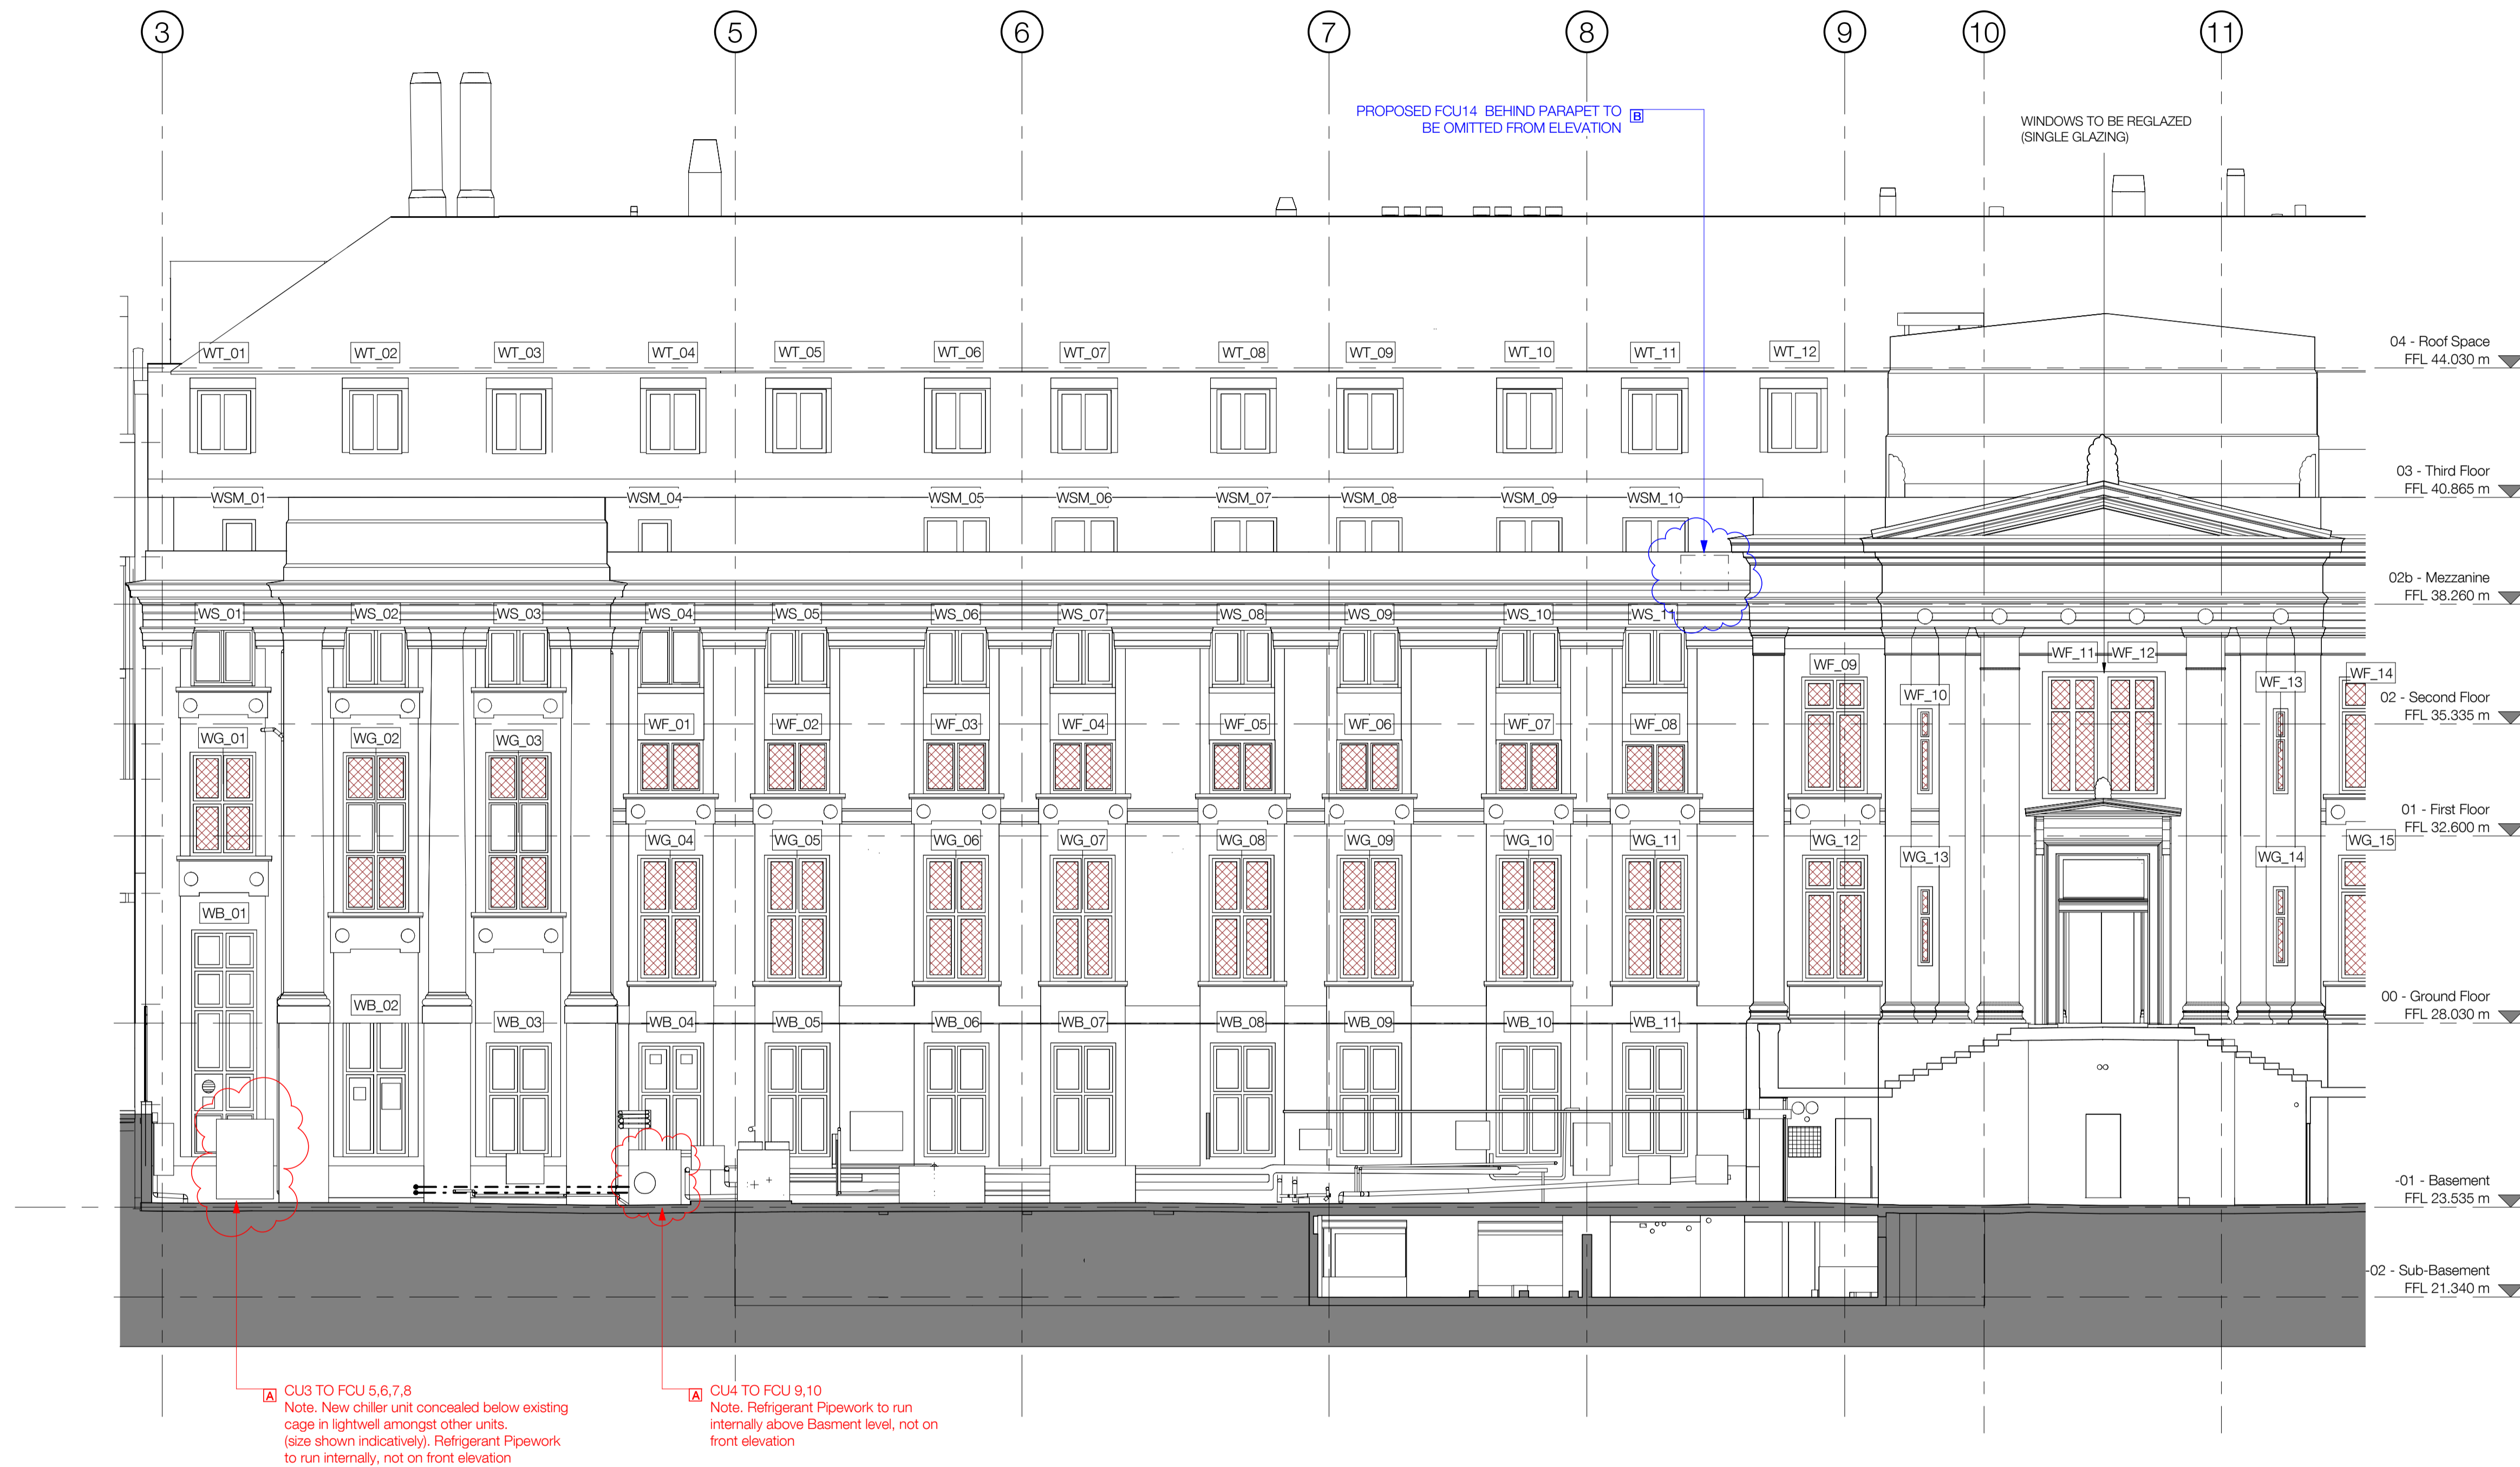 3
5
6
7
8
9
10
11
PROPOSED FCU14 BEHIND PARAPET TO
BE OMITTED FROM ELEVATION
B
WINDOWS TO BE REGLAZED
(SINGLE GLAZING)
04 - Roof Space
FFL 44.030 m
WT_01
WT_02
WT_03
WT_04
WT_05
WT_06
WT_07
WT_08
WT_09
WT_10
WT_11
WT_12
03 - Third Floor
FFL 40.865 m
WSM_01
WSM_04
WSM_05
WSM_06
WSM_07
WSM_08
WSM_09
WSM_10
02b - Mezzanine
FFL 38.260 m
WS_01
WS_02
WS_03
WS_04
WS_05
WS_06
WS_07
WS_08
WS_09
WS_10
WS_11
WF_11
WF_12
WF_09
WF_14
WF_13
WF_10
02 - Second Floor
FFL 35.335 m
WF_01
WF_02
WF_03
WF_04
WF_05
WF_06
WF_07
WF_08
WG_01
WG_02
WG_03
01 - First Floor
FFL 32.600 m
WG_04
WG_05
WG_06
WG_07
WG_08
WG_09
WG_10
WG_11
WG_12
WG_15
WG_13
WG_14
WB_01
00 - Ground Floor
FFL 28.030 m
WB_02
WB_03
WB_04
WB_05
WB_06
WB_07
WB_08
WB_09
WB_10
WB_11
-01 - Basement
FFL 23.535 m
-02 - Sub-Basement
FFL 21.340 m
A
CU3 TO FCU 5,6,7,8
Note. New chiller unit concealed below existing
cage in lightwell amongst other units.
(size shown indicatively). Refrigerant Pipework
to run internally, not on front elevation
A
CU4 TO FCU 9,10
Note. Refrigerant Pipework to run
internally above Basment level, not on
front elevation